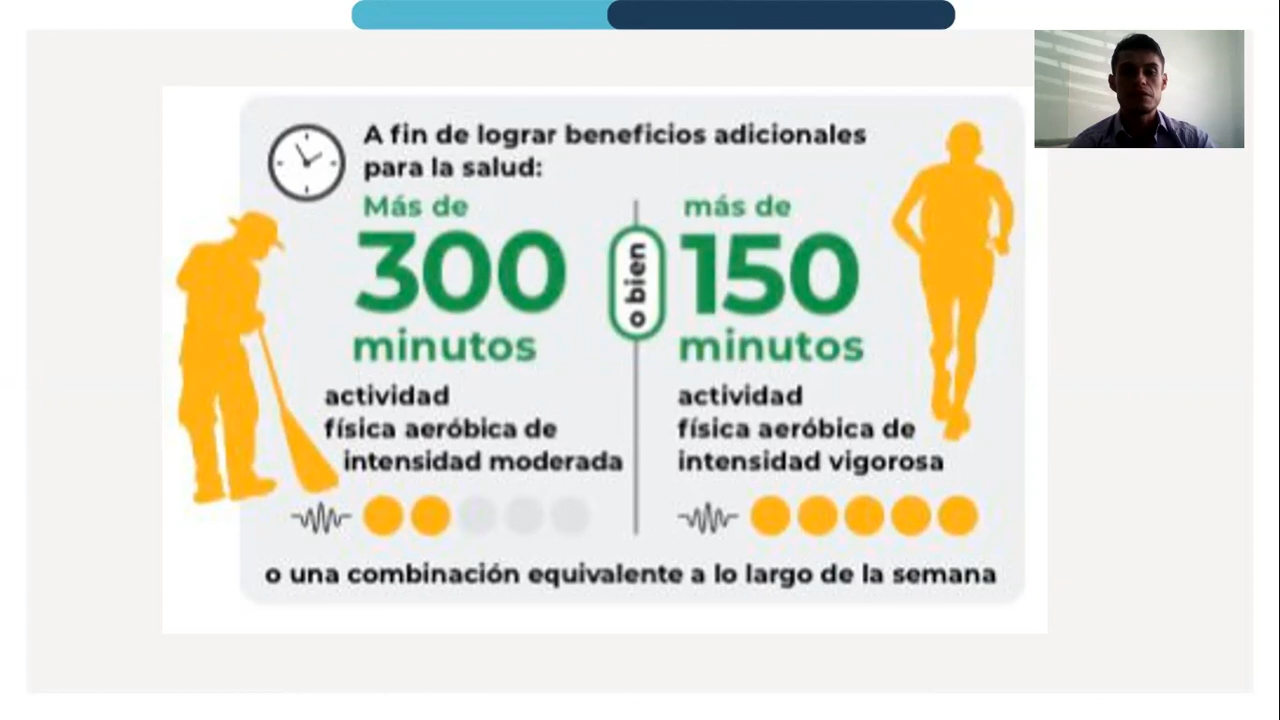 A fin de lograr beneficios adicionales
para la salud:
Más de
300
minutos
actividad
física aeróbica de
intensidad moderada
o bien
más de
150
minutos
actividad
física aeróbica de
intensidad vigorosa
o una combinación equivalente a lo largo de la semana